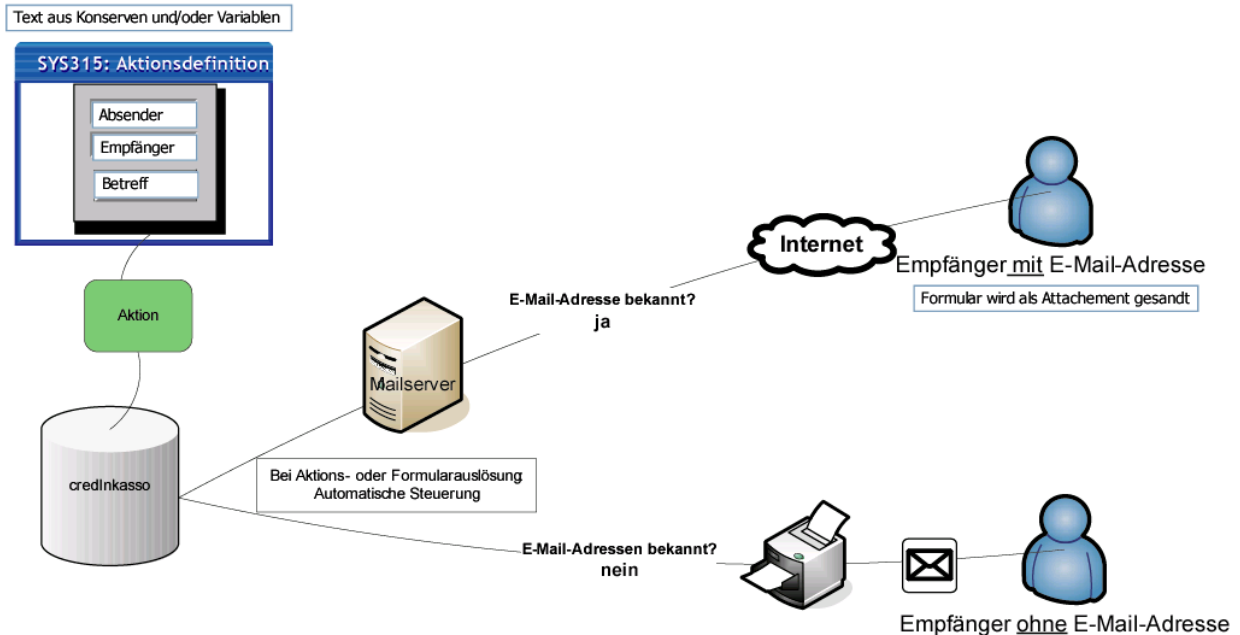 Text aus Konserven und/oder Variablen
SYS315: Aktionsdefinition
Absender
Empfänger
Betreff
Aktion
credInkasso
Mailserver
Bei Aktions- oder Formularauslösung:
Automatische Steuerung
E-Mail-Adresse bekannt?
ja
Internet
Empfänger mit E-Mail-Adresse
Formular wird als Attachement gesandt
E-Mail-Adressen bekannt?
nein
Empfänger ohne E-Mail-Adresse